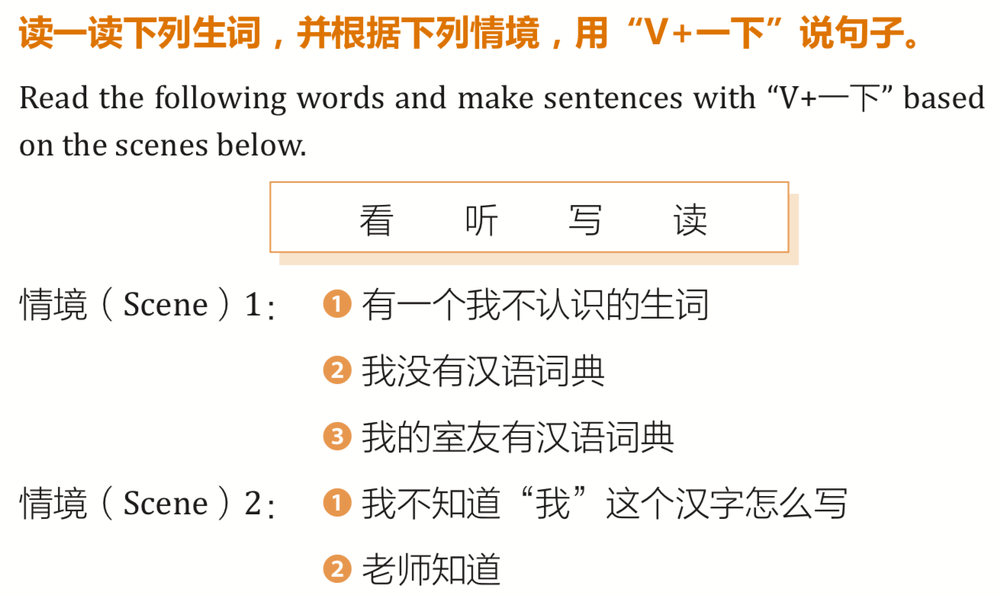 读一读下列生词，并根据下列情境，用“V+一下”说句子。
Read the following words and make sentences with “V+一下” based
on the scenes below.
看 听 写 读
情境（Scene）1： ❶ 有一个我不认识的生词
❷ 我没有汉语词典
❸ 我的室友有汉语词典
情境（Scene）2： ❶ 我不知道“我”这个汉字怎么写
❷ 老师知道